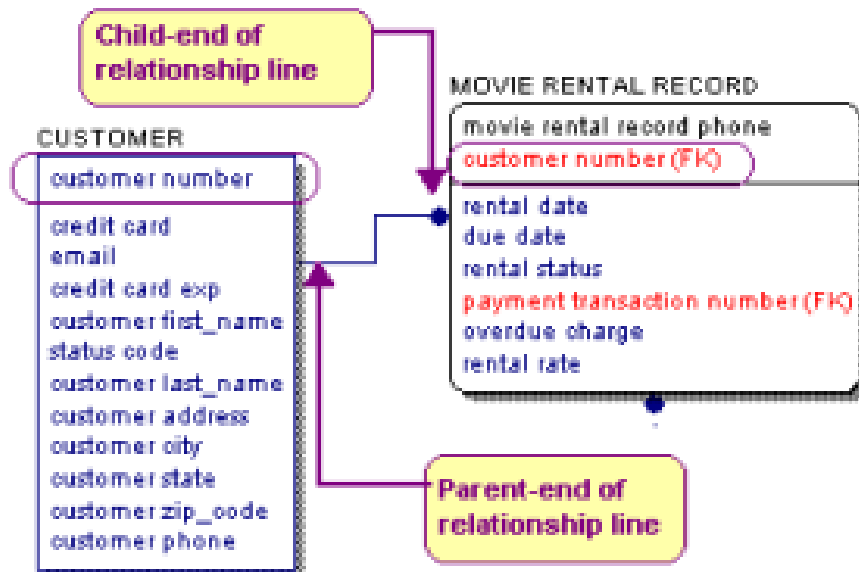 Child-end of
relationship line
MOVIE RENTAL RECORD
movie rental record phone
customer number (FK)
rental date
due date
rental status
payment transaction number (FK)
overdue charge
rental rate
CUSTOMER
customer number
credit card
email
credit card exp
customer first_name
status code
customer last_name
customer address
customer city
customer state
customer zip_code
customer phone
Parent-end of
relationship line